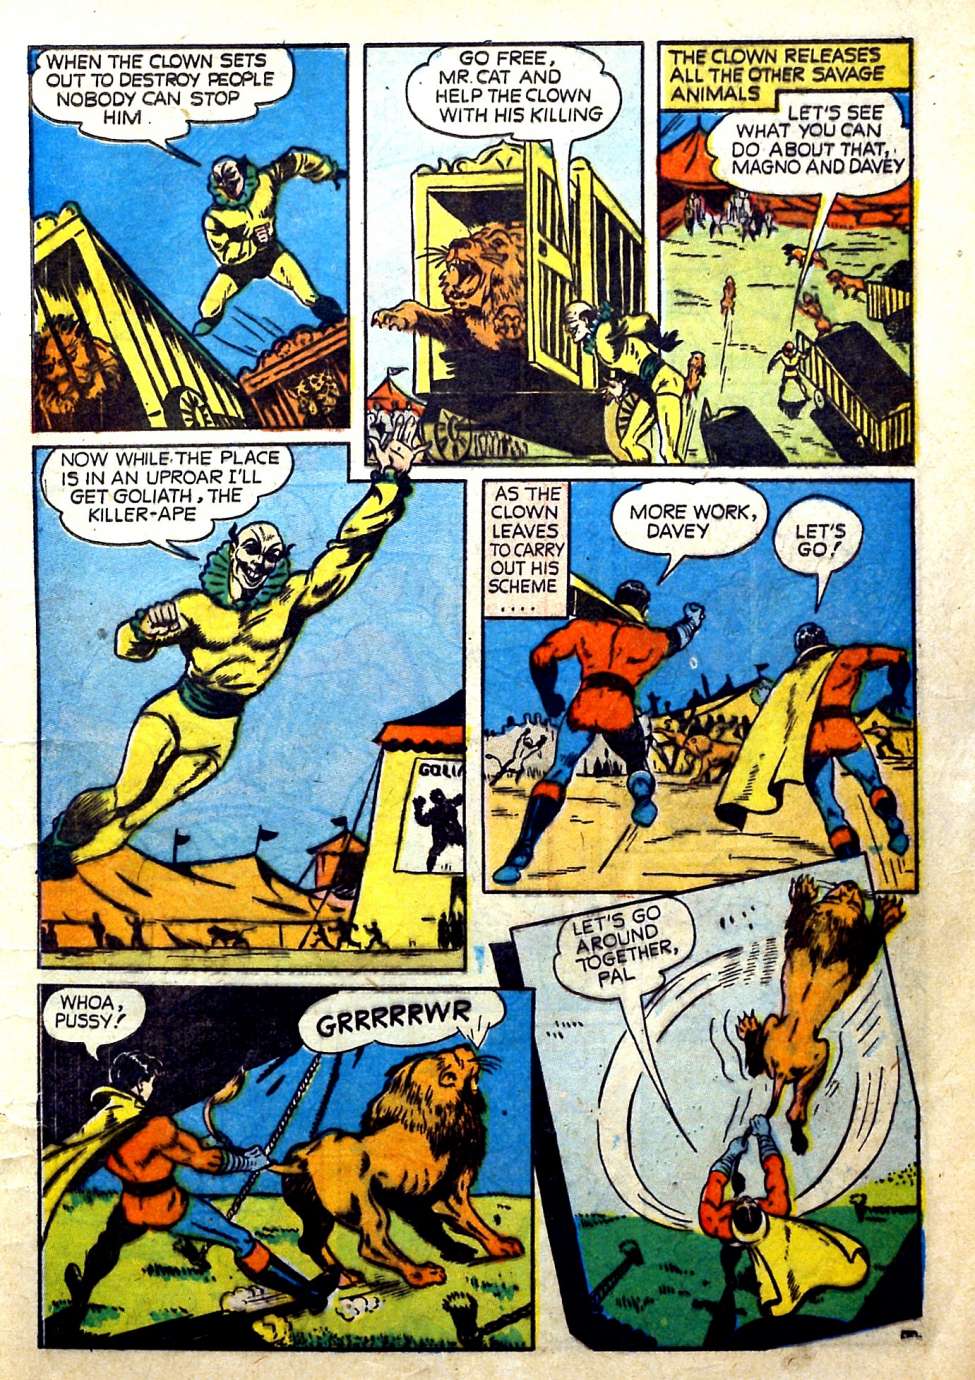 WHEN THE CLOWN SETS
OUT TO DESTROY PEOPLE
NOBODY CAN STOP
HIM.
GO FREE,
MR. CAT AND
HELP THE CLOWN
WITH HIS KILLING
THE CLOWN RELEASES
ALL THE OTHER SAVAGE
ANIMALS
LET'S SEE
WHAT YOU CAN
DO ABOUT THAT,
MAGNO AND DAVEY
NOW WHILE THE PLACE
IS IN AN UPROAR I'LL
GET GOLIATH, THE
KILLER-APE
GOLIA
AS THE
CLOWN
LEAVES
TO CARRY
OUT HIS
SCHEME
....
MORE WORK,
DAVEY
LET'S
GO!
WHOA,
PUSSY!
GRRRRRWR
LET'S GO
AROUND
TOGETHER,
PAL